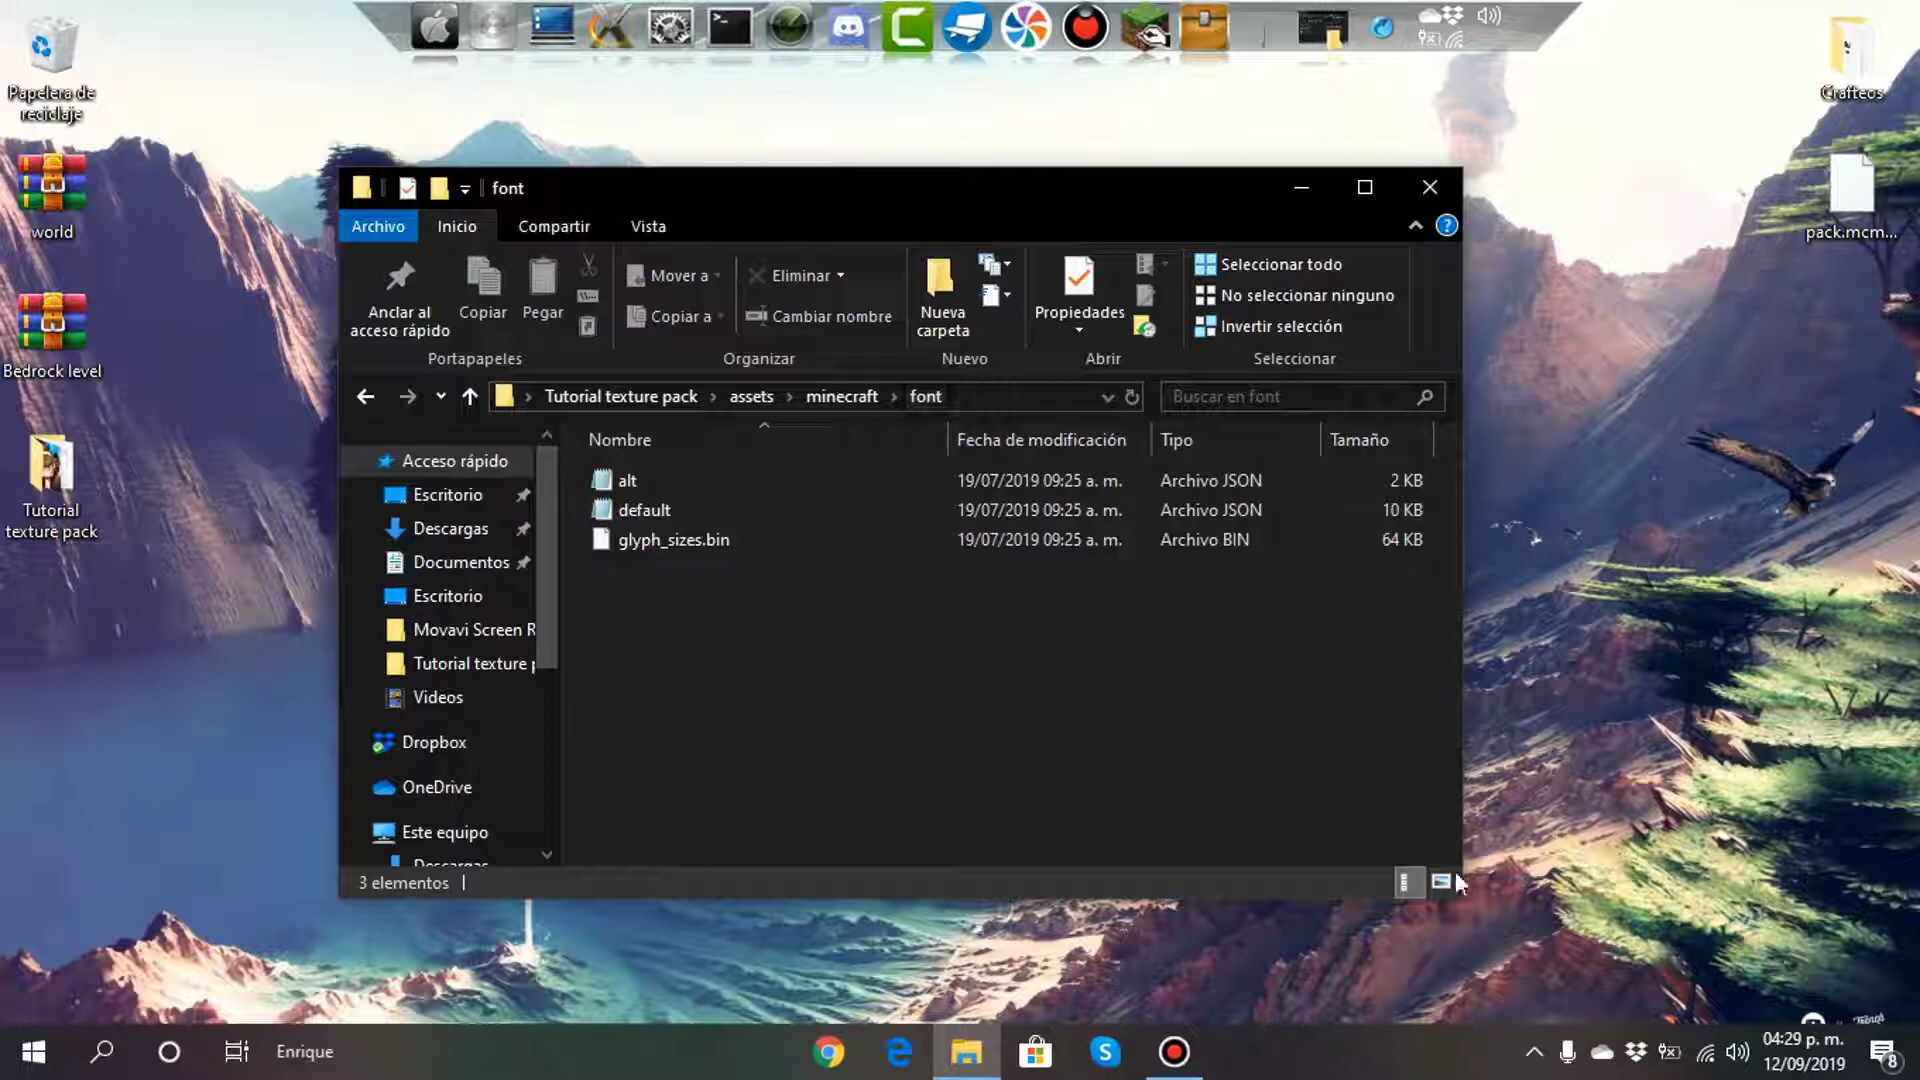 Papelera de
reciclaje
world
Bedrock level
Tutorial
texture pack
Crafteos
pack.mcm...
font
Archivo
Inicio
Compartir
Vista
Anclar al
acceso rápido
Copiar
Pegar
Portapapeles
Mover a
Copiar a
Eliminar
Cambiar nombre
Organizar
Nueva
carpeta
Nuevo
Propiedades
Abrir
Seleccionar todo
No seleccionar ninguno
Invertir selección
Seleccionar
Tutorial texture pack > assets > minecraft > font
Buscar en font
Nombre Fecha de modificación Tipo Tamaño
alt 19/07/2019 09:25 a. m. Archivo JSON 2 KB
default 19/07/2019 09:25 a. m. Archivo JSON 10 KB
glyph_sizes.bin 19/07/2019 09:25 a. m. Archivo BIN 64 KB
Acceso rápido
Escritorio
Descargas
Documentos
Escritorio
Movavi Screen R
Tutorial texture p
Videos
Dropbox
OneDrive
Este equipo
Descargas
3 elementos
Enrique
04:29 p. m.
12/09/2019
8